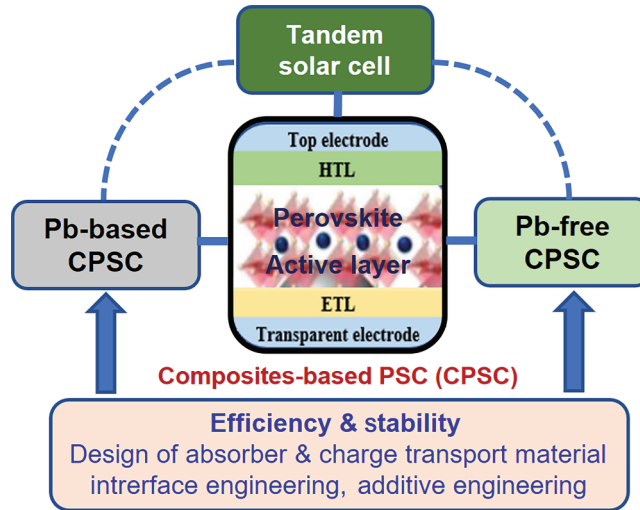 Tandem
solar cell
Top electrode
HTL
Pb-based
CPSC
Perovskite
Active layer
Pb-free
CPSC
ETL
Transparent electrode
Composites-based PSC (CPSC)
Efficiency & stability
Design of absorber & charge transport material
intrerface engineering, additive engineering